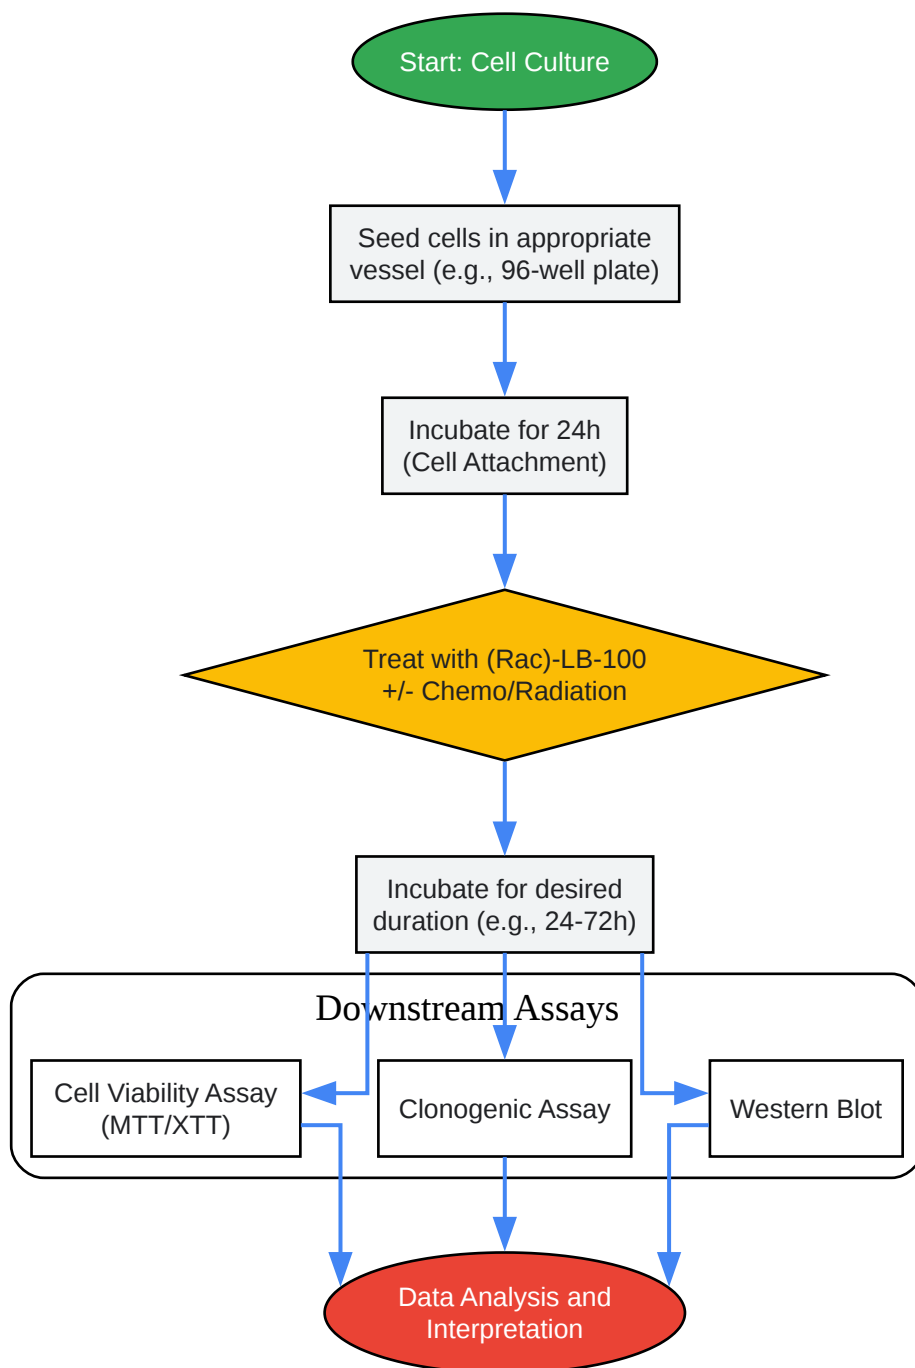 Start: Cell Culture
Seed cells in appropriate
vessel (e.g., 96-well plate)
Incubate for 24h
(Cell Attachment)
Treat with (Rac)-LB-100
+/- Chemo/Radiation
Incubate for desired
duration (e.g., 24-72h)
Downstream Assays
Cell Viability Assay
(MTT/XTT)
Clonogenic Assay
Western Blot
Data Analysis and
Interpretation